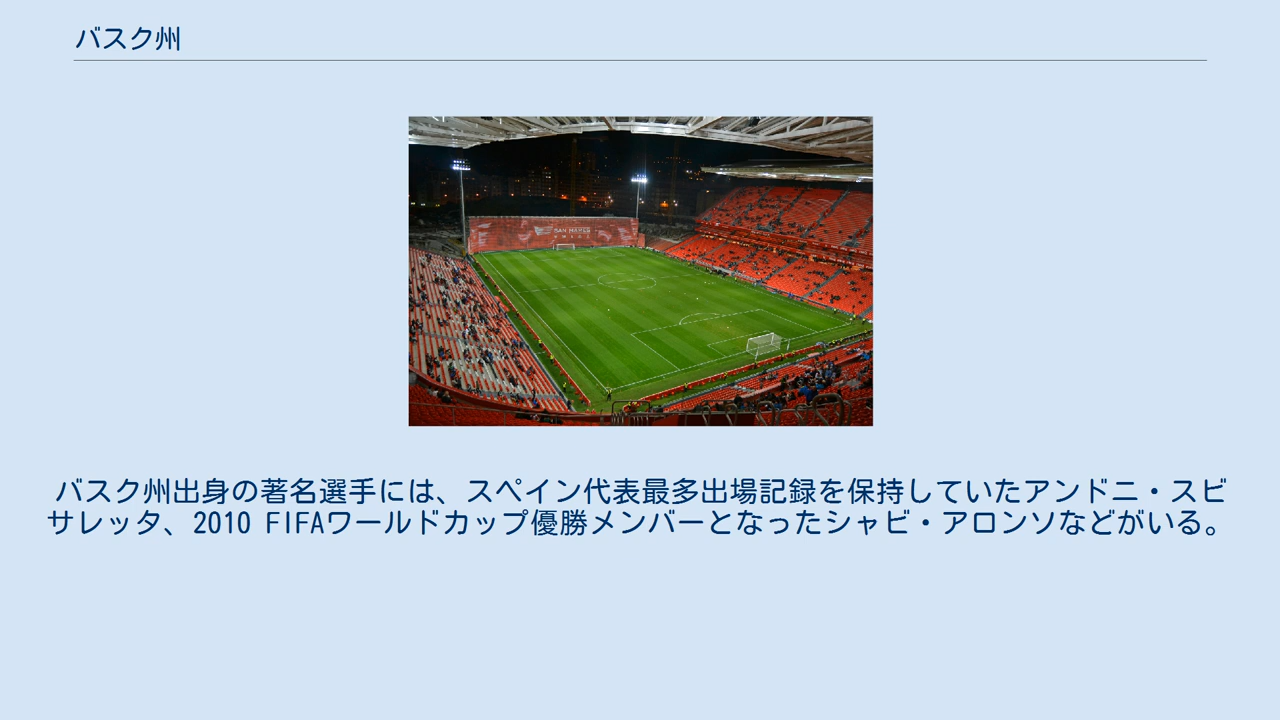 バスク州
SAN MAMES
バスク州出身の著名選手には、スペイン代表最多出場記録を保持していたアンドニ・スビ
サレッタ、2010 FIFAワールドカップ優勝メンバーとなったシャビ・アロンソなどがいる。